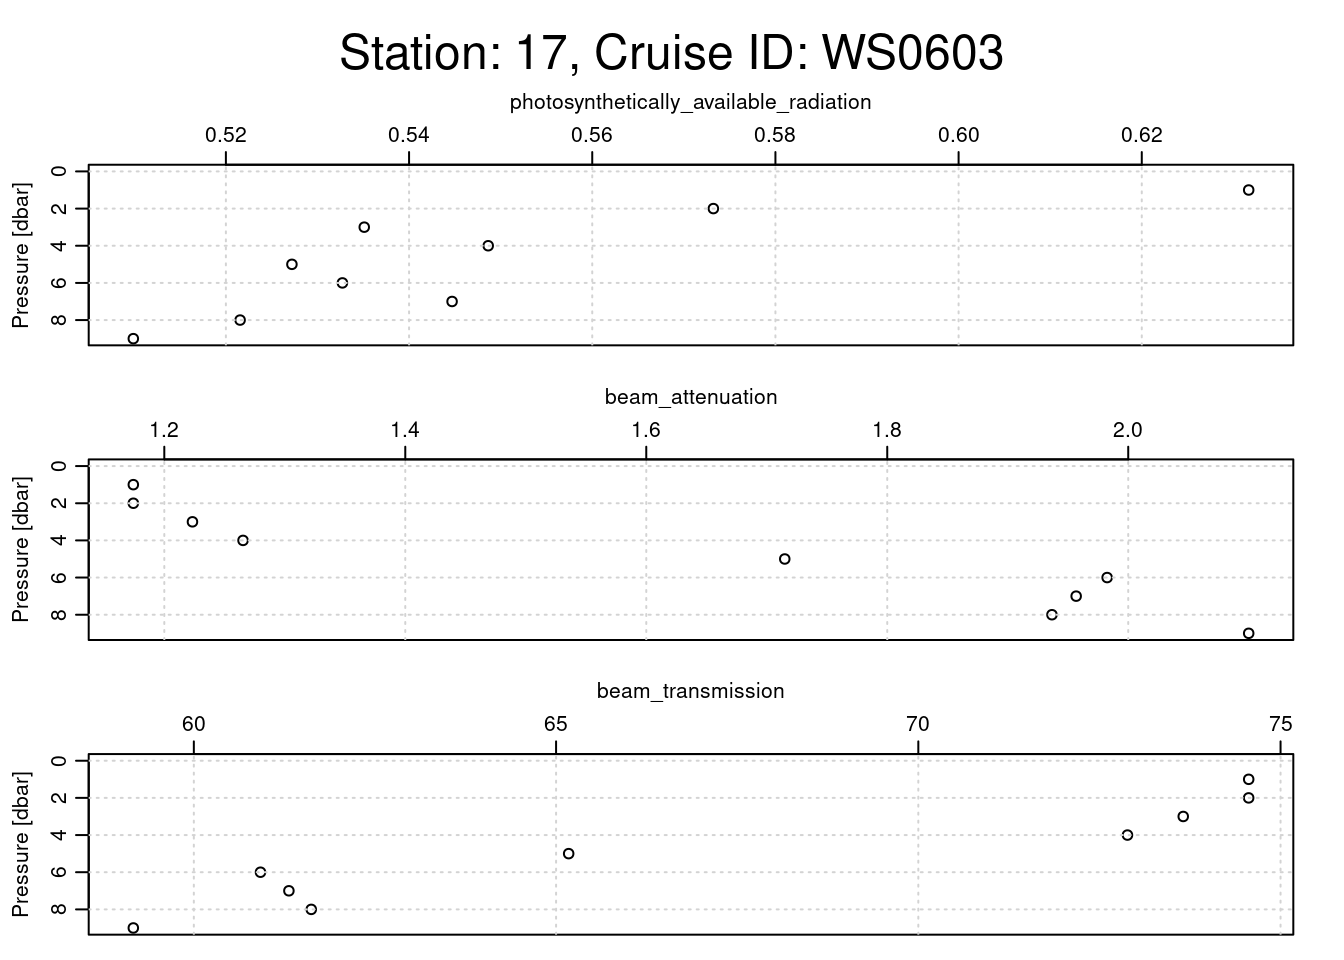 Station: 17, Cruise ID: WS0603
photosynthetically_available_radiation
0.52 0.54 0.56 0.58 0.60 0.62
Pressure [dbar]
0
2
4
6
8
beam_attenuation
1.2 1.4 1.6 1.8 2.0
Pressure [dbar]
0
2
4
6
8
beam_transmission
60 65 70 75
Pressure [dbar]
0
2
4
6
8